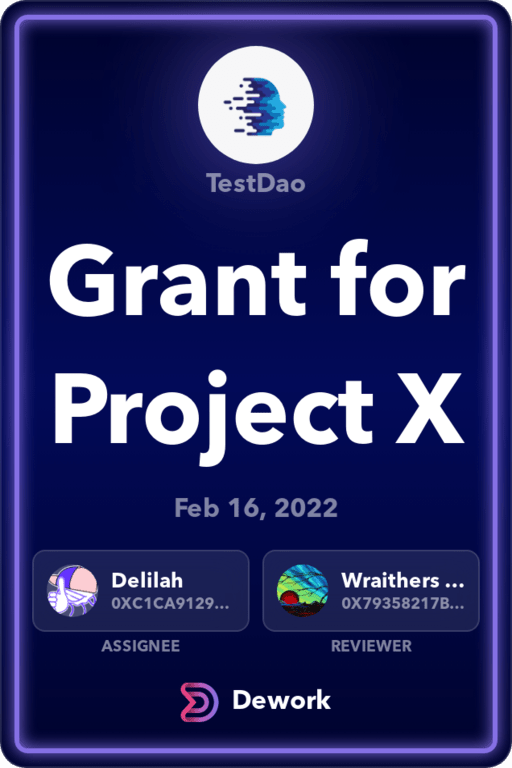 TestDao
Grant for
Project X
Feb 16, 2022
Delilah
0XC1CA9129...
Wraithers ...
0X79358217B...
ASSIGNEE
REVIEWER
Dework